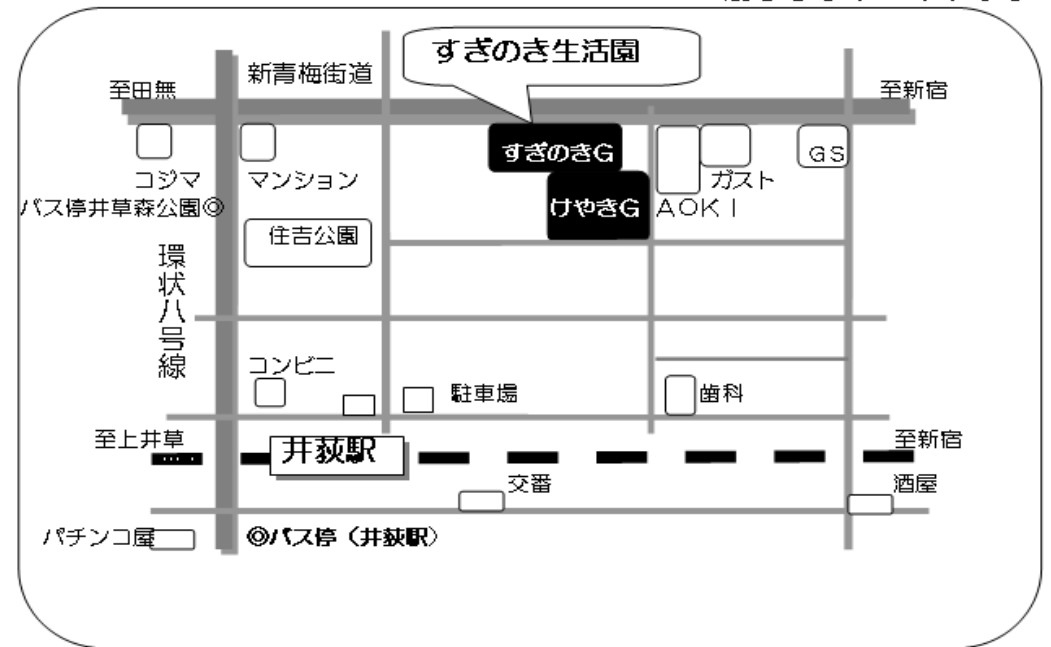 すぎのき生活園
新青梅街道
至田無
至新宿
すぎのきG
GS
コジマ
マンション
ガスト
バス停井草森公園◎
けやきG
AOKI
住吉公園
環状八号線
コンビニ
駐車場
歯科
至上井草
井荻駅
至新宿
交番
酒屋
パチンコ屋
◎バス停（井荻駅）